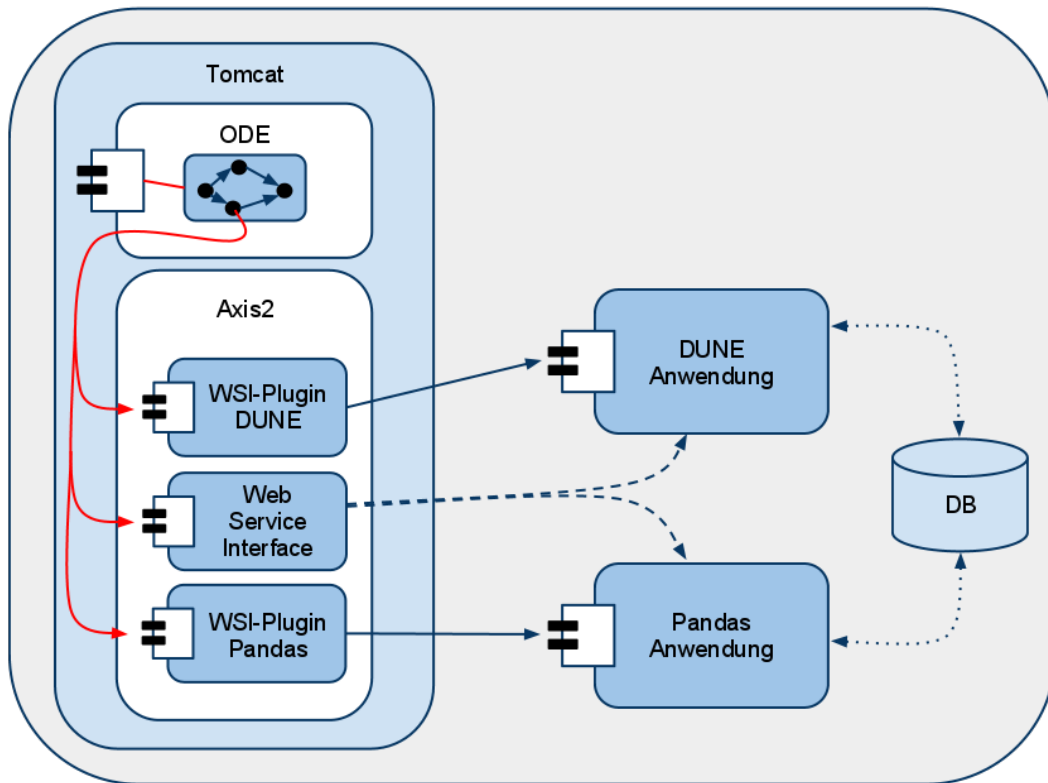 Tomcat
ODE
Axis2
WSI-Plugin
DUNE
Web
Service
Interface
WSI-Plugin
Pandas
DUNE
Anwendung
Pandas
Anwendung
DB